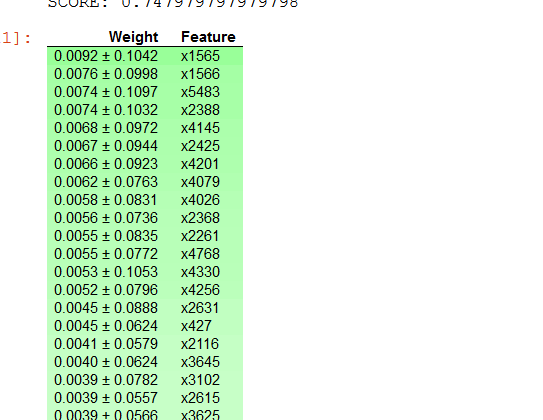 SCORE: 0.747979797979798
1]:
Weight Feature
0.0092 ± 0.1042 x1565
0.0076 ± 0.0998 x1566
0.0074 ± 0.1097 x5483
0.0074 ± 0.1032 x2388
0.0068 ± 0.0972 x4145
0.0067 ± 0.0944 x2425
0.0066 ± 0.0923 x4201
0.0062 ± 0.0763 x4079
0.0058 ± 0.0831 x4026
0.0056 ± 0.0736 x2368
0.0055 ± 0.0835 x2261
0.0055 ± 0.0772 x4768
0.0053 ± 0.1053 x4330
0.0052 ± 0.0796 x4256
0.0045 ± 0.0888 x2631
0.0045 ± 0.0624 x427
0.0041 ± 0.0579 x2116
0.0040 ± 0.0624 x3645
0.0039 ± 0.0782 x3102
0.0039 ± 0.0557 x2615
0.0039 ± 0.0566 x3625